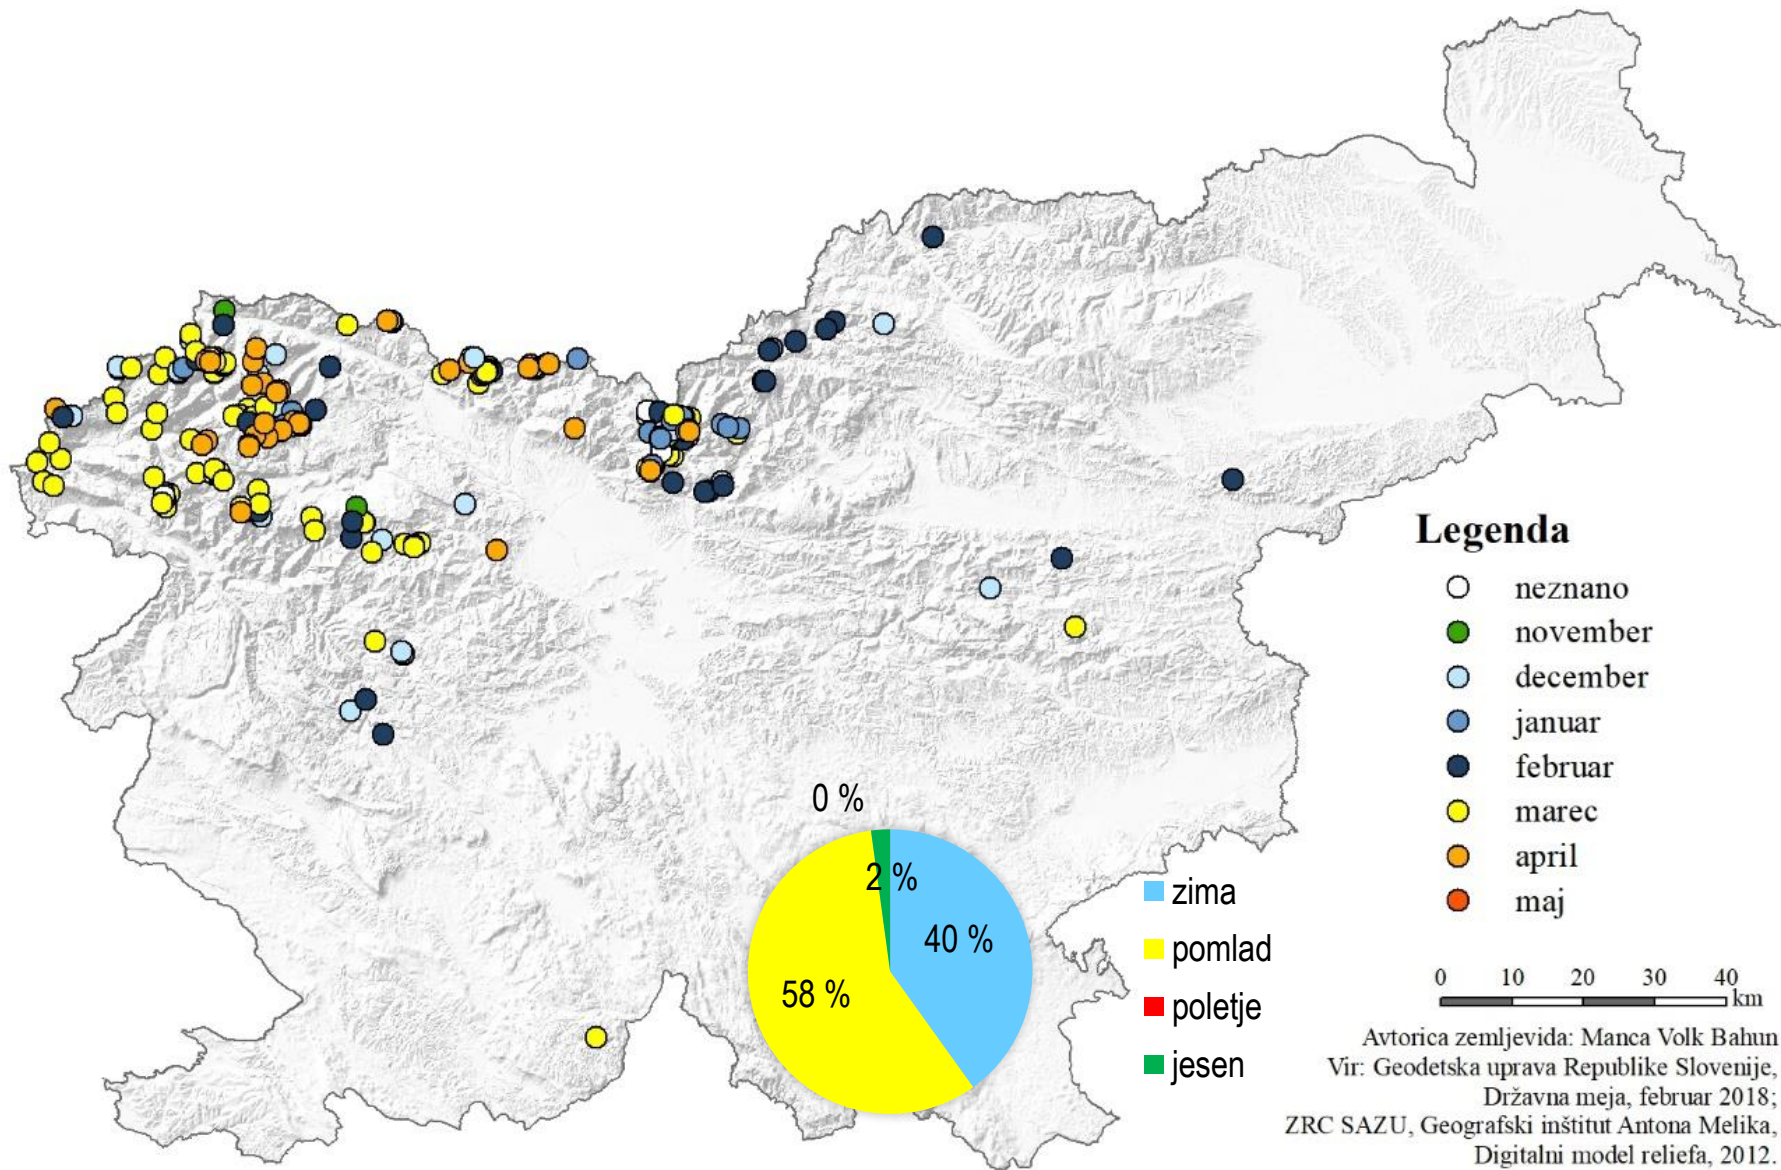 Legenda
neznano
november
december
januar
februar
marec
april
maj
0 %
2 %
40 %
58 %
zima
pomlad
poletje
jesen
0 10 20 30 40
km
Avtorica zemljevida: Manca Volk Bahun
Vir: Geodetska uprava Republike Slovenije,
Državna meja, februar 2018;
ZRC SAZU, Geografski inštitut Antona Melika,
Digitalni model reliefa, 2012.